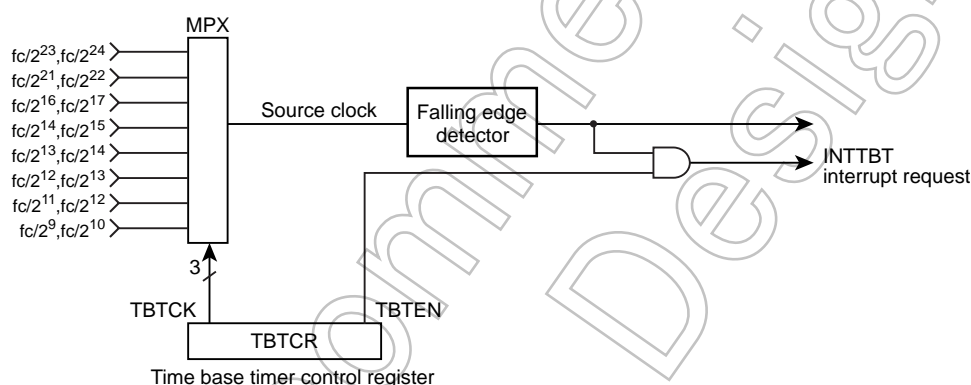 MPX
fc/2^23,fc/2^24
fc/2^21,fc/2^22
fc/2^16,fc/2^17
fc/2^14,fc/2^15
fc/2^13,fc/2^14
fc/2^12,fc/2^13
fc/2^11,fc/2^12
fc/2^9,fc/2^10
Source clock
Falling edge
detector
INTTBT
interrupt request
3
TBTCK
TBTEN
TBTCR
Time base timer control register